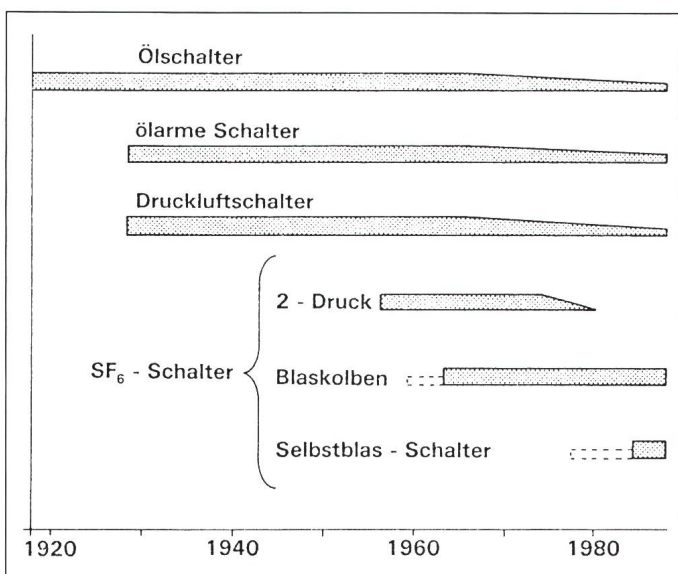 Ölschalter
ölarme Schalter
Druckluftschalter
2 - Druck
SF₆ - Schalter
Blaskolben
Selbstblas - Schalter
1920 1940 1960 1980